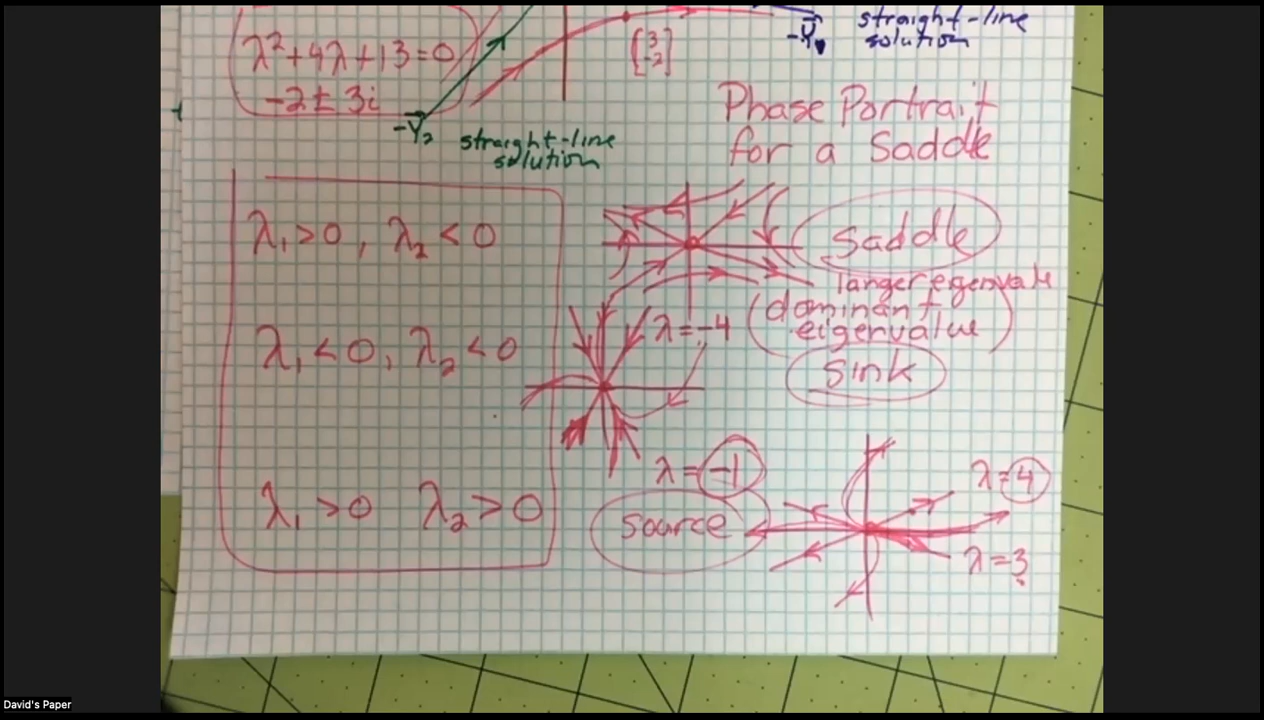 λ²+4λ+13=0
-2±3i
[3 -2]
straight-line
solution
-Y₂
straight-line
solution
Phase Portrait
for a Saddle
λ₁>0, λ₂<0
Saddle
larger eigenvalue
(dominant
eigenvalue)
λ₁<0, λ₂<0
λ=-4
sink
λ=-1
λ₁>0 λ₂>0
source
λ=4
λ=3
David's Paper